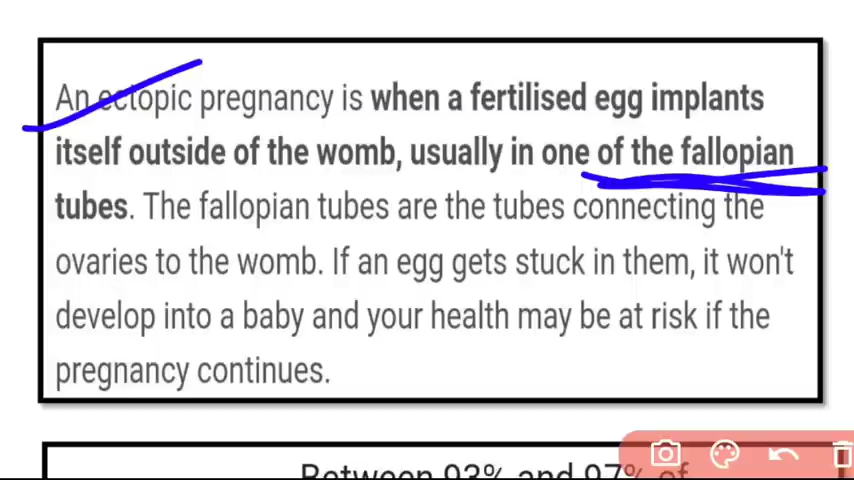 An ectopic pregnancy is when a fertilised egg implants
itself outside of the womb, usually in one of the fallopian
tubes. The fallopian tubes are the tubes connecting the
ovaries to the womb. If an egg gets stuck in them, it won't
develop into a baby and your health may be at risk if the
pregnancy continues.
Between 93% and 97% of